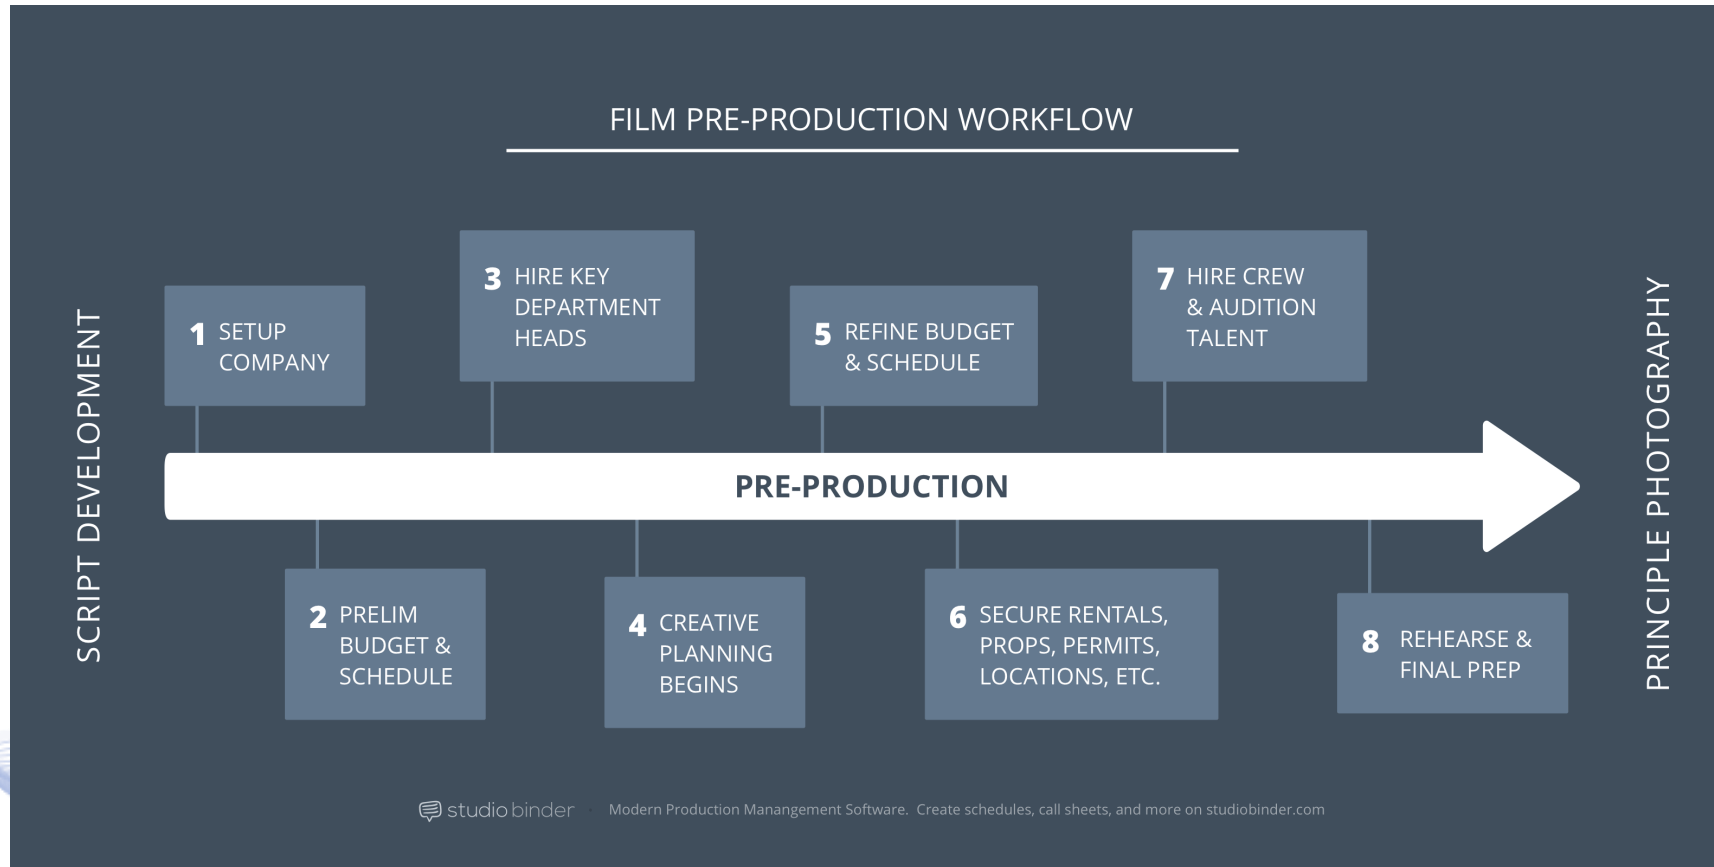 FILM PRE-PRODUCTION WORKFLOW
SCRIPT DEVELOPMENT
1 SETUP
COMPANY
2 PRELIM
BUDGET &
SCHEDULE
3 HIRE KEY
DEPARTMENT
HEADS
4 CREATIVE
PLANNING
BEGINS
5 REFINE BUDGET
& SCHEDULE
6 SECURE RENTALS,
PROPS, PERMITS,
LOCATIONS, ETC.
7 HIRE CREW
& AUDITION
TALENT
8 REHEARSE &
FINAL PREP
PRE-PRODUCTION
PRINCIPLE PHOTOGRAPHY
studiobinder · Modern Production Manangement Software. Create schedules, call sheets, and more on studiobinder.com